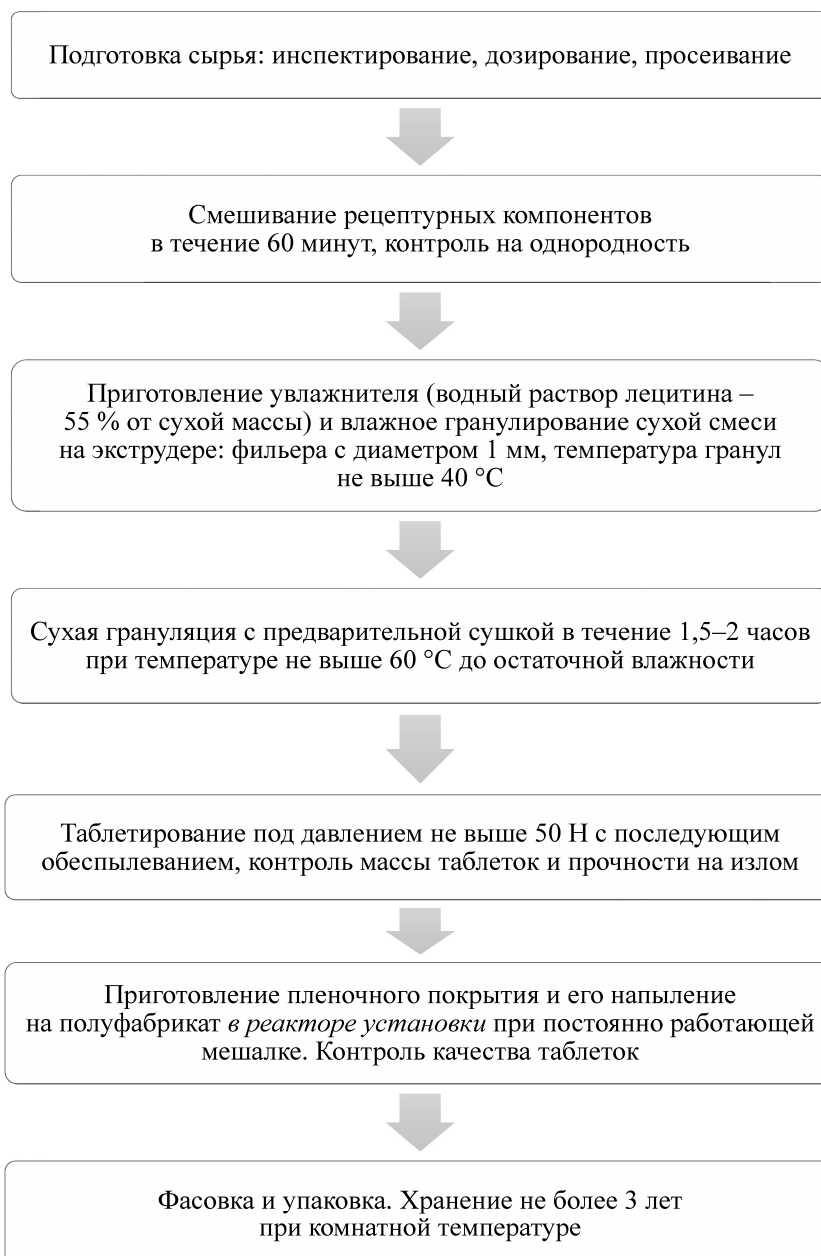 Подготовка сырья: инспектирование, дозирование, просеивание
Смешивание рецептурных компонентов
в течение 60 минут, контроль на однородность
Приготовление увлажнителя (водный раствор лецитина –
55 % от сухой массы) и влажное гранулирование сухой смеси
на экструдере: фильера с диаметром 1 мм, температура гранул
не выше 40 °C
Сухая грануляция с предварительной сушкой в течение 1,5–2 часов
при температуре не выше 60 °C до остаточной влажности
Таблетирование под давлением не выше 50 Н с последующим
обеспылеванием, контроль массы таблеток и прочности на излом
Приготовление пленочного покрытия и его напыление
на полуфабрикат в реакторе установки при постоянно работающей
мешалке. Контроль качества таблеток
Фасовка и упаковка. Хранение не более 3 лет
при комнатной температуре